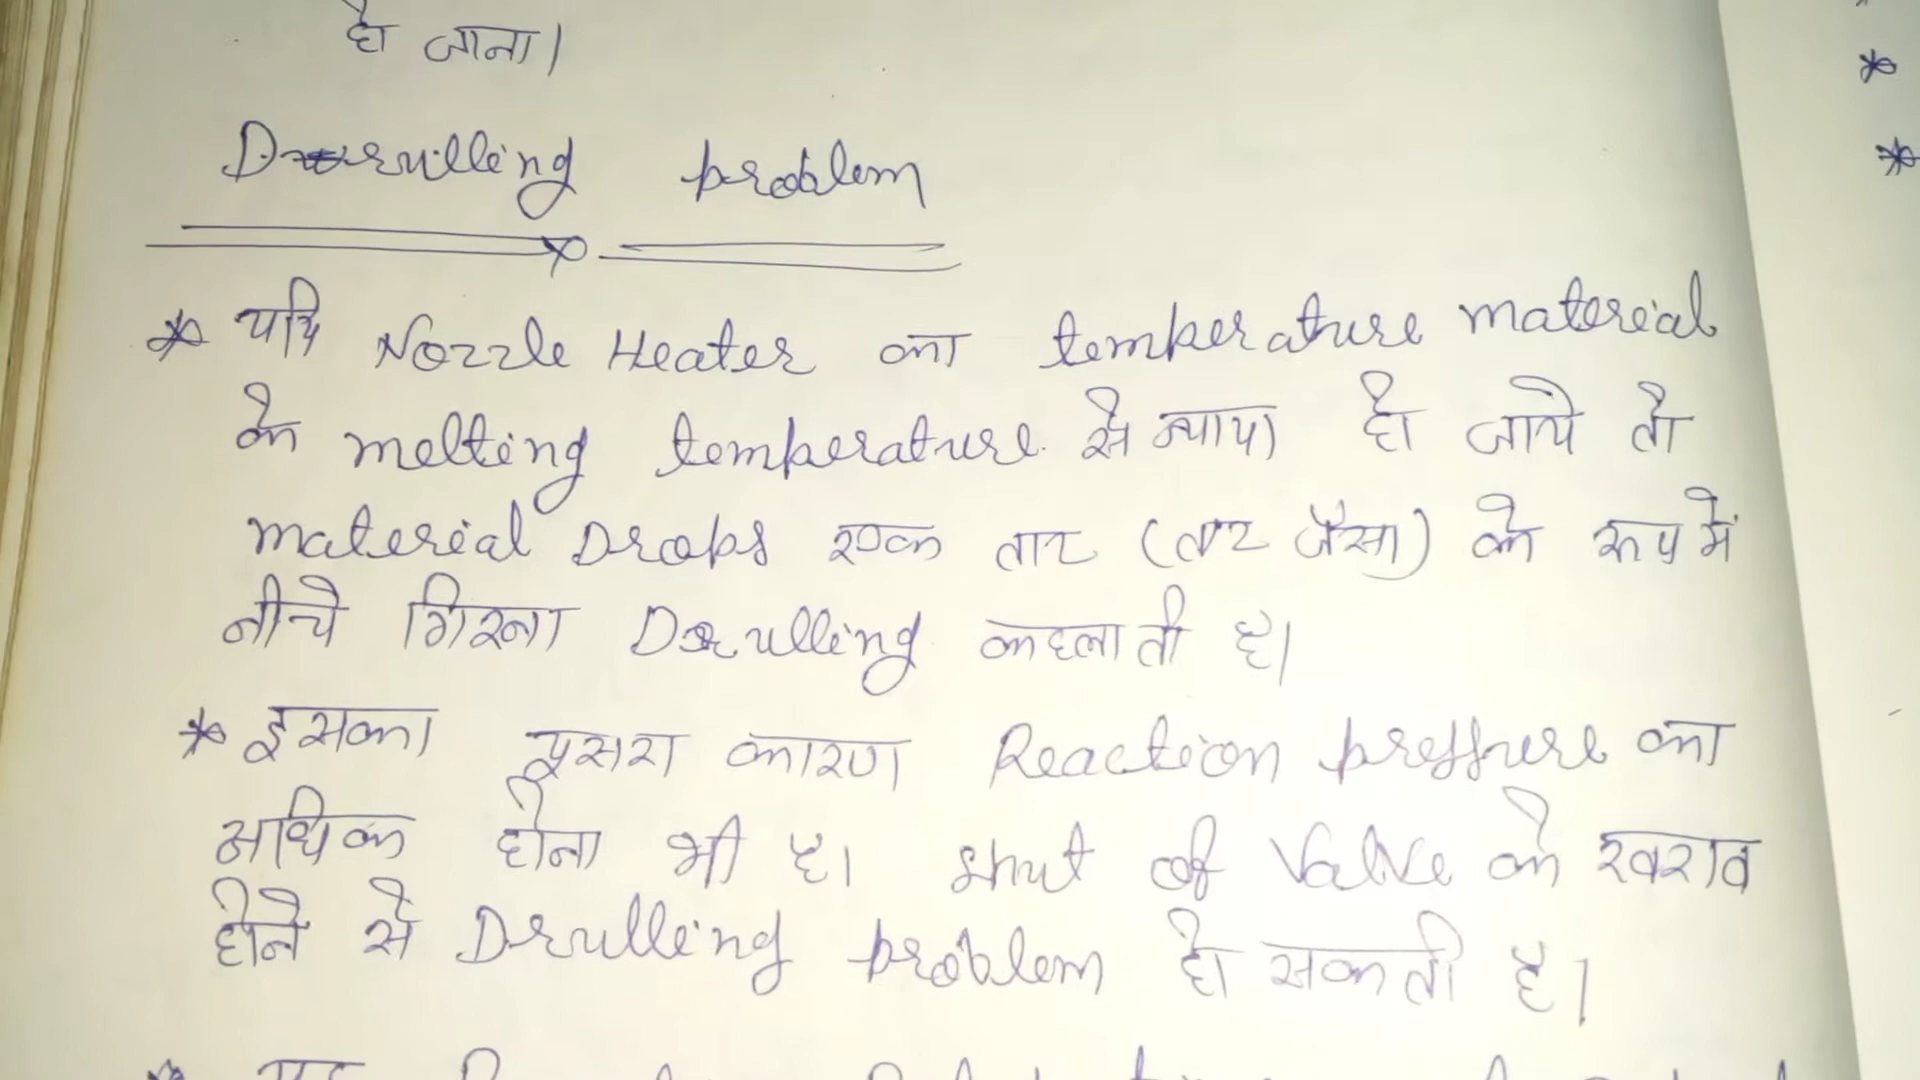 हो जाना।
Drulling problem
* यदि Nozzle Heater का temperature material
के melting temperature से ज्यादा हो जाये तो
material Drops एक तार (तार जैसा) के रूप में
नीचे गिरना Drulling कहलाती है।
* इसका दूसरा कारण Reaction pressure का
अधिक होना भी है। shut of Valve के खराब
होने से Drulling problem हो सकती है।